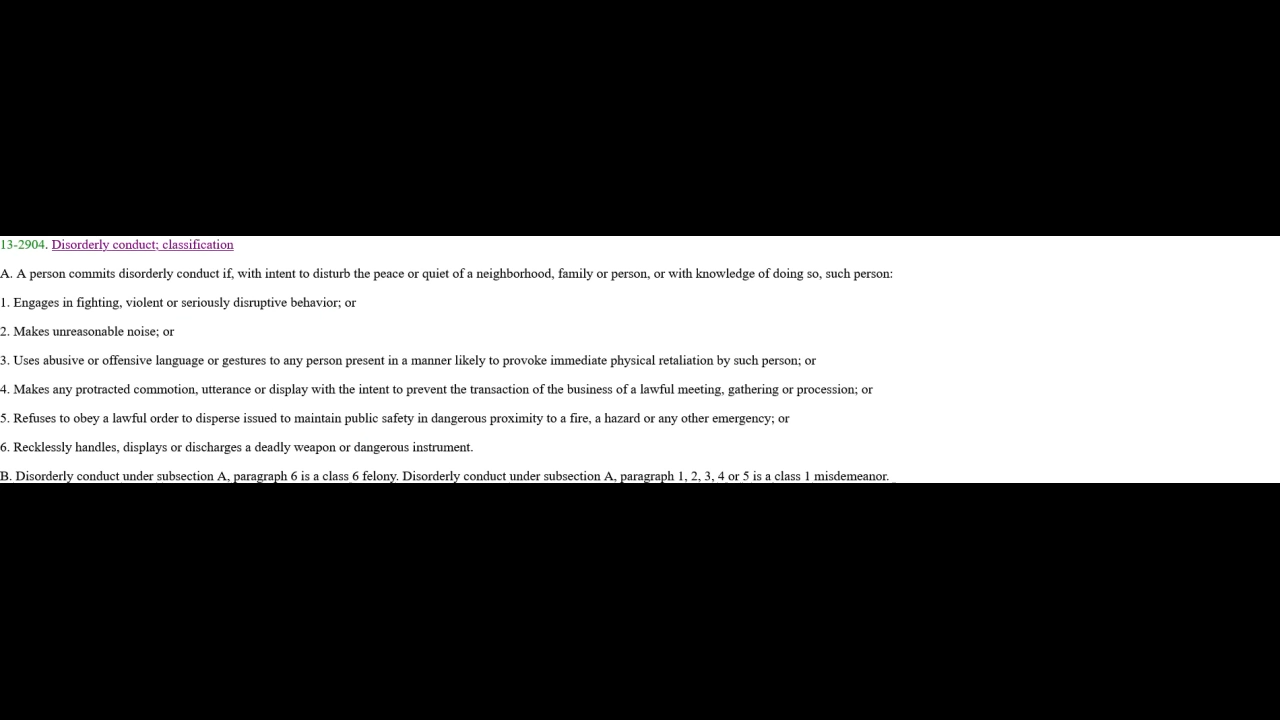 13-2904. Disorderly conduct; classification
A. A person commits disorderly conduct if, with intent to disturb the peace or quiet of a neighborhood, family or person, or with knowledge of doing so, such person:
1. Engages in fighting, violent or seriously disruptive behavior; or
2. Makes unreasonable noise; or
3. Uses abusive or offensive language or gestures to any person present in a manner likely to provoke immediate physical retaliation by such person; or
4. Makes any protracted commotion, utterance or display with the intent to prevent the transaction of the business of a lawful meeting, gathering or procession; or
5. Refuses to obey a lawful order to disperse issued to maintain public safety in dangerous proximity to a fire, a hazard or any other emergency; or
6. Recklessly handles, displays or discharges a deadly weapon or dangerous instrument.
B. Disorderly conduct under subsection A, paragraph 6 is a class 6 felony. Disorderly conduct under subsection A, paragraph 1, 2, 3, 4 or 5 is a class 1 misdemeanor.